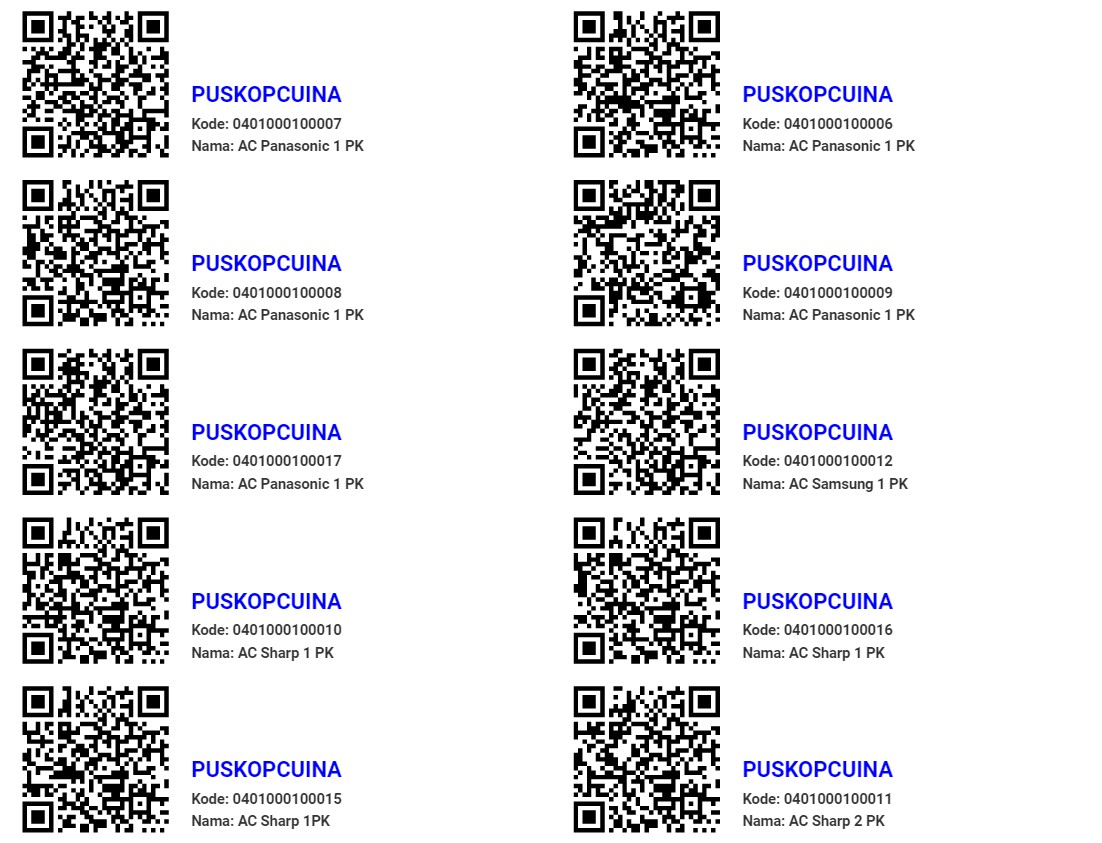 PUSKOPCUINA
Kode: 0401000100007
Nama: AC Panasonic 1 PK
PUSKOPCUINA
Kode: 0401000100006
Nama: AC Panasonic 1 PK
PUSKOPCUINA
Kode: 0401000100008
Nama: AC Panasonic 1 PK
PUSKOPCUINA
Kode: 0401000100009
Nama: AC Panasonic 1 PK
PUSKOPCUINA
Kode: 0401000100017
Nama: AC Panasonic 1 PK
PUSKOPCUINA
Kode: 0401000100012
Nama: AC Samsung 1 PK
PUSKOPCUINA
Kode: 0401000100010
Nama: AC Sharp 1 PK
PUSKOPCUINA
Kode: 0401000100016
Nama: AC Sharp 1 PK
PUSKOPCUINA
Kode: 0401000100015
Nama: AC Sharp 1PK
PUSKOPCUINA
Kode: 0401000100011
Nama: AC Sharp 2 PK